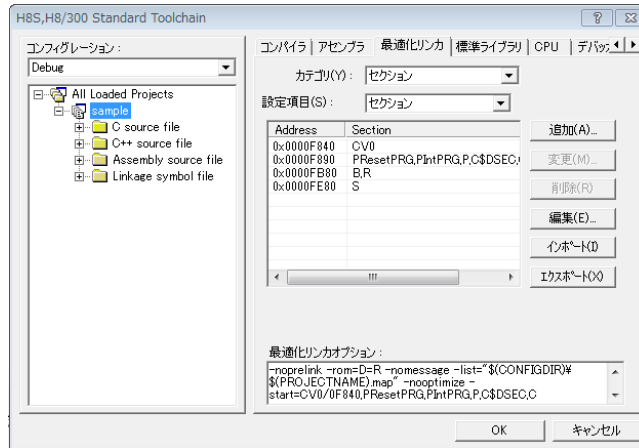 H8S,H8/300 Standard Toolchain
コンフィグレーション :
Debug
All Loaded Projects
sample
C source file
C++ source file
Assembly source file
Linkage symbol file
コンパイラ アセンブラ 最適化リンカ 標準ライブラリ CPU デバッ
カテゴリ(Y) : セクション
設定項目(S) : セクション
Address Section
0x0000F840 CV0
0x0000F890 PResetPRG,PIntPRG,P,C$DSEC,
0x0000FB80 B,R
0x0000FE80 S
追加(A)...
変更(M)...
削除(R)
編集(E)...
インポート(I)
エクスポート(X)
最適化リンカオプション :
-noprelink -rom=D=R -nomessage -list="$(CONFIGDIR)¥
$(PROJECTNAME).map" -nooptimize -
start=CV0/0F840,PResetPRG,PIntPRG,P,C$DSEC,C
OK
キャンセル